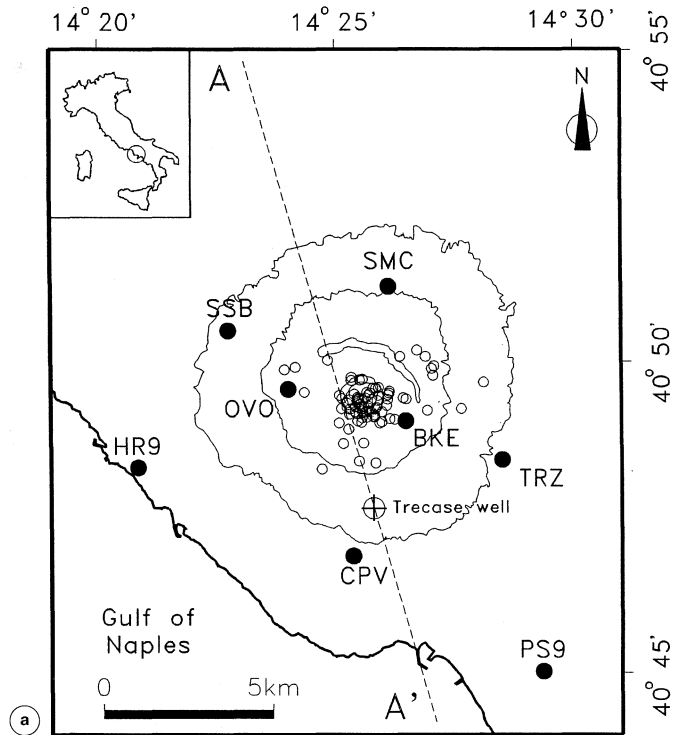 14° 20' 14° 25' 14° 30'
40° 55'
A
N
SMC
SSB
40° 50'
OVO
BKE
HR9
TRZ
Trecase well
CPV
Gulf of
Naples
PS9
40° 45'
0 5km
A'
a